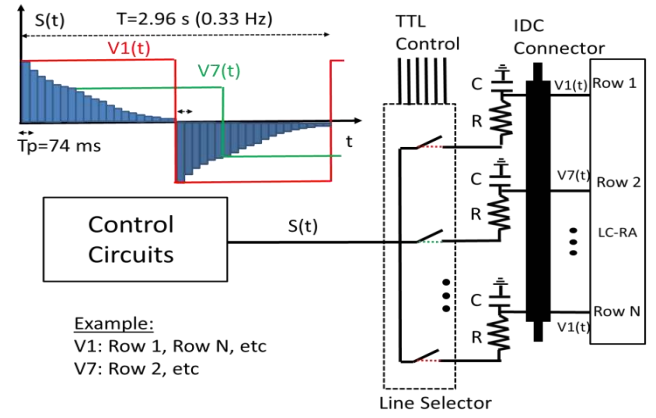 S(t)
T=2.96 s (0.33 Hz)
V1(t)
V7(t)
t
Tp=74 ms
Control
Circuits
S(t)
Example:
V1: Row 1, Row N, etc
V7: Row 2, etc
TTL
Control
IDC
Connector
C
R
V1(t)
Row 1
C
R
V7(t)
Row 2
LC-RA
C
R
V1(t)
Row N
Line Selector